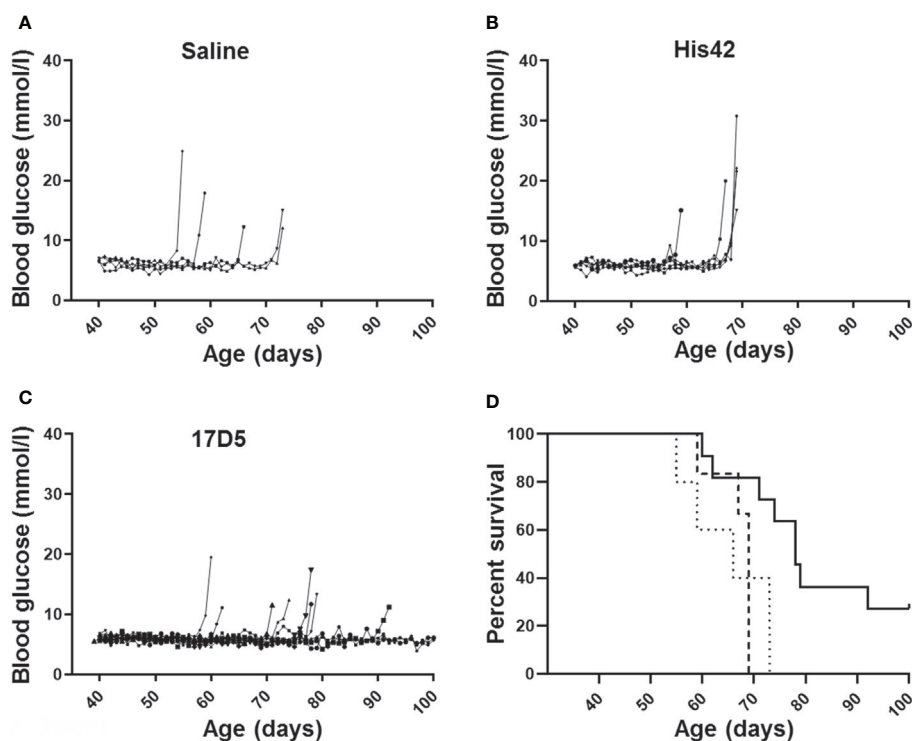 A
Saline
Blood glucose (mmol/l)
40
30
20
10
0
40 50 60 70 80 90 100
Age (days)
B
His42
Blood glucose (mmol/l)
40
30
20
10
0
40 50 60 70 80 90 100
Age (days)
C
17D5
Blood glucose (mmol/l)
40
30
20
10
0
40 50 60 70 80 90 100
Age (days)
D
Percent survival
100
80
60
40
20
0
40 50 60 70 80 90 100
Age (days)